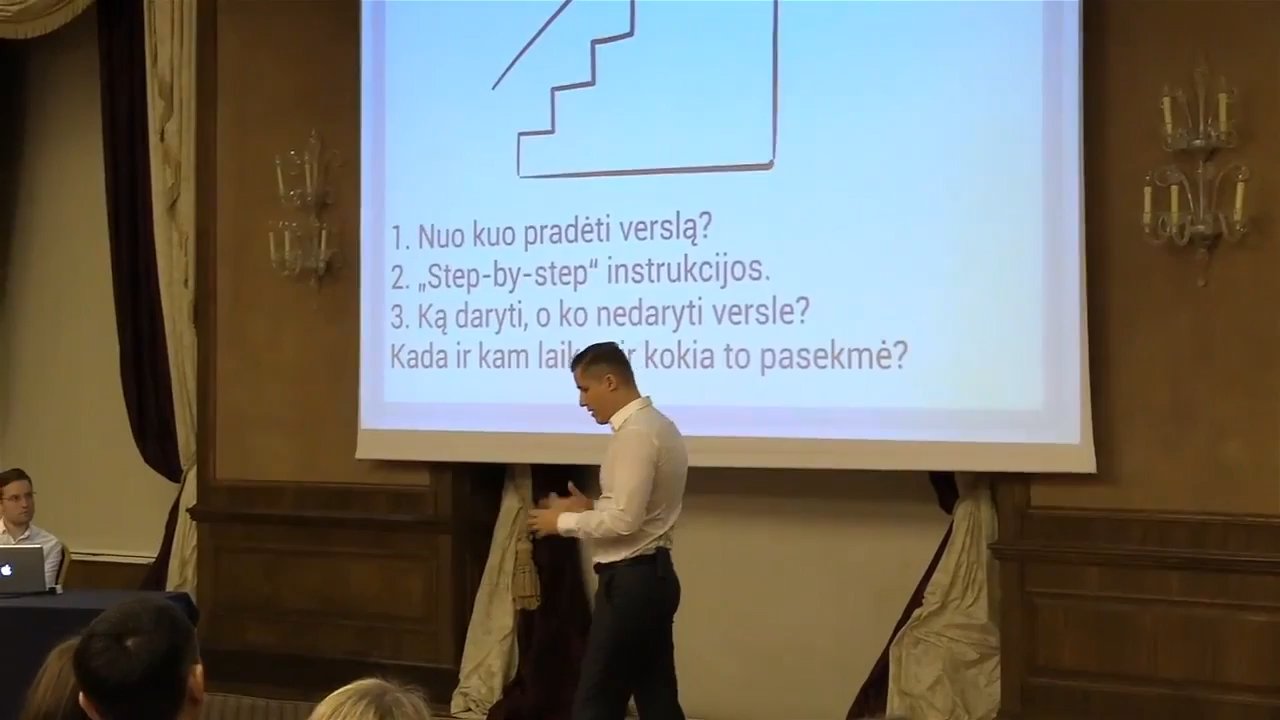 1. Nuo kuo pradėti verslą?
2. „Step-by-step“ instrukcijos.
3. Ką daryti, o ko nedaryti versle?
Kada ir kam kokia to pasekmė?